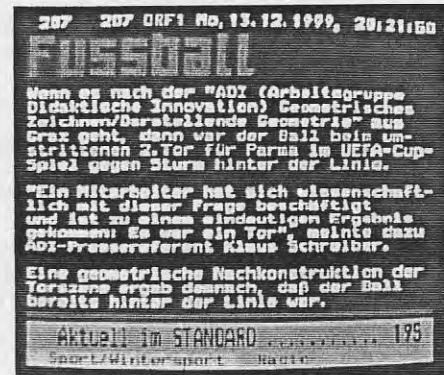 207 207 ORF1 Mo,13.12.1999, 20:21:50
Fussball
Wenn es nach der "ADI (Arbeitsgruppe
Didaktische Innovation) Geometrisches
Zeichnen/Darstellende Geometrie" aus
Graz geht, dann war der Ball beim um-
strittenen 2.Tor für Parma im UEFA-Cup-
Spiel gegen Sturm hinter der Linie.
"Ein Mitarbeiter hat sich wissenschaft-
lich mit dieser Frage beschäftigt
und ist zu einem eindeutigen Ergebnis
gekommen: Es war ein Tor", meinte dazu
ADI-Pressereferent Klaus Schreiber.
Eine geometrische Nachkonstruktion der
Torszene ergab demnach, daß der Ball
bereits hinter der Linie war.
Aktuell im STANDARD ........... 195
Sport/Wintersport Radio